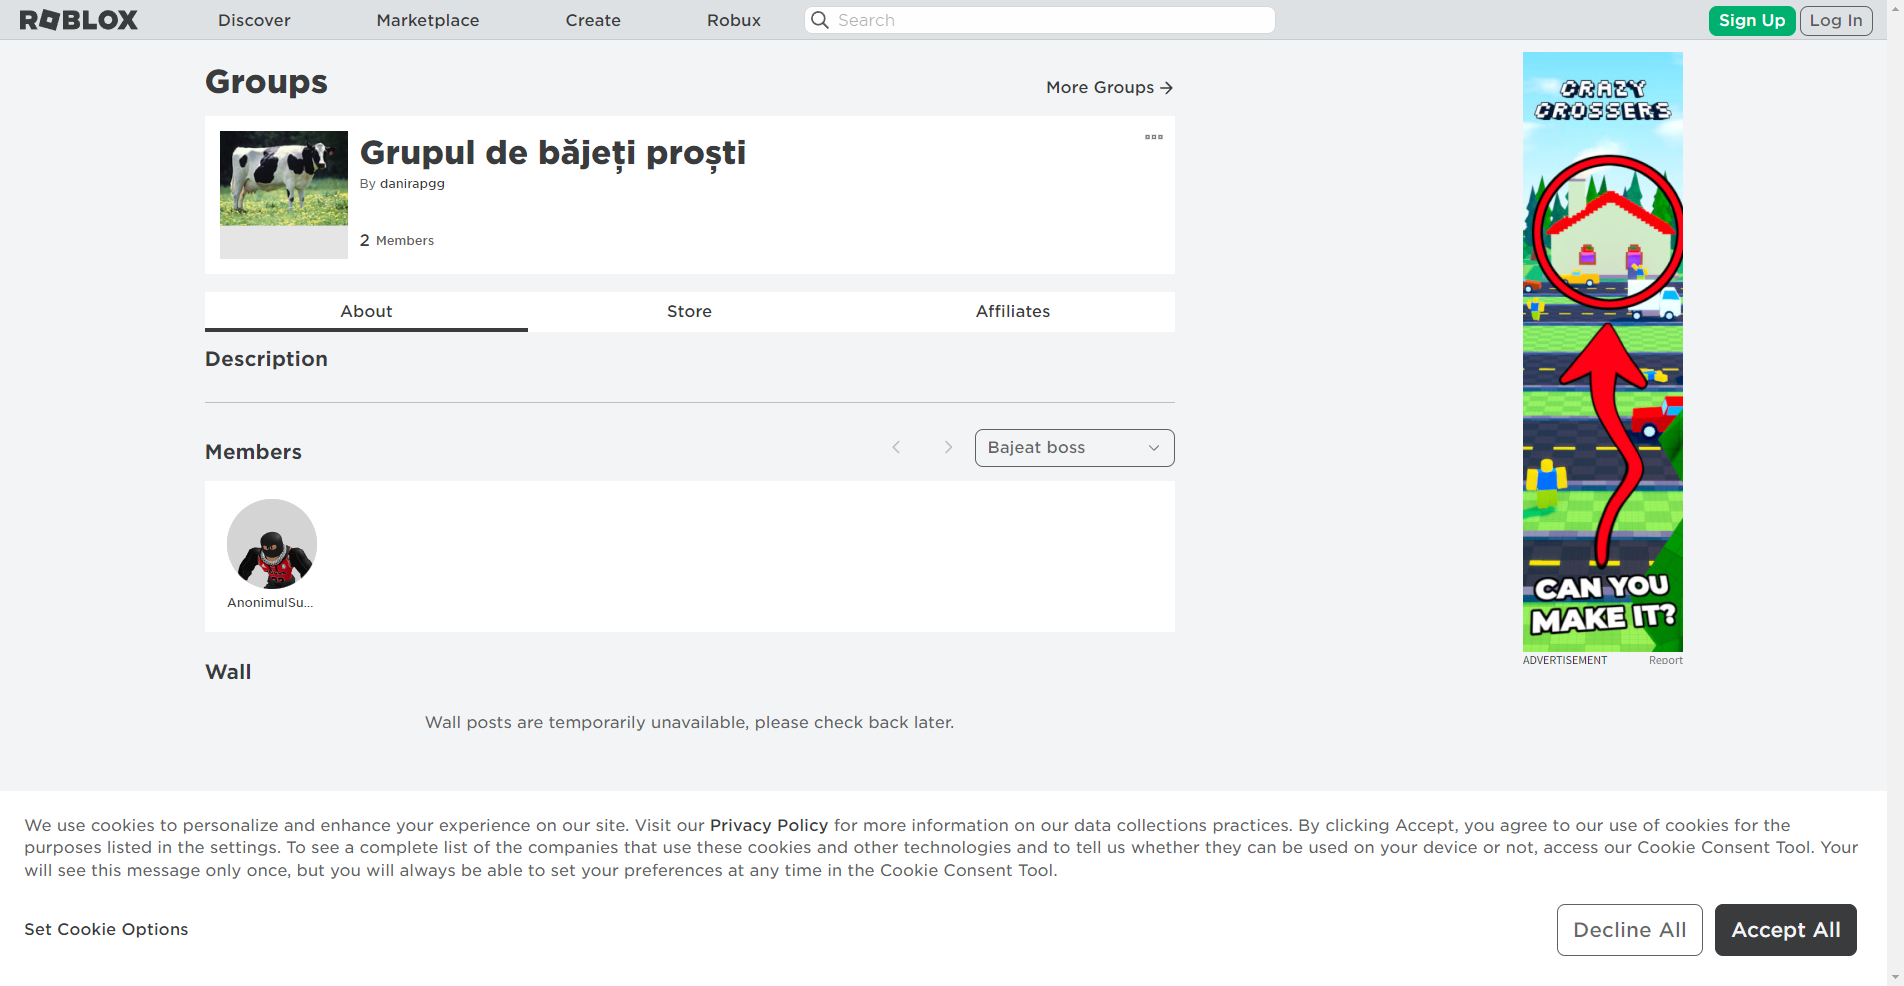 ROBLOX
Discover
Marketplace
Create
Robux
Search
Sign Up
Log In
Groups
More Groups
Grupul de băjeți proști
By danirapgg
2 Members
About
Store
Affiliates
Description
Members
Bajeat boss
AnonimulSu...
Wall
Wall posts are temporarily unavailable, please check back later.
CRAZY
CROSSERS
CAN YOU
MAKE IT?
ADVERTISEMENT
Report
We use cookies to personalize and enhance your experience on our site. Visit our Privacy Policy for more information on our data collections practices. By clicking Accept, you agree to our use of cookies for the
purposes listed in the settings. To see a complete list of the companies that use these cookies and other technologies and to tell us whether they can be used on your device or not, access our Cookie Consent Tool. Your
will see this message only once, but you will always be able to set your preferences at any time in the Cookie Consent Tool.
Set Cookie Options
Decline All
Accept All